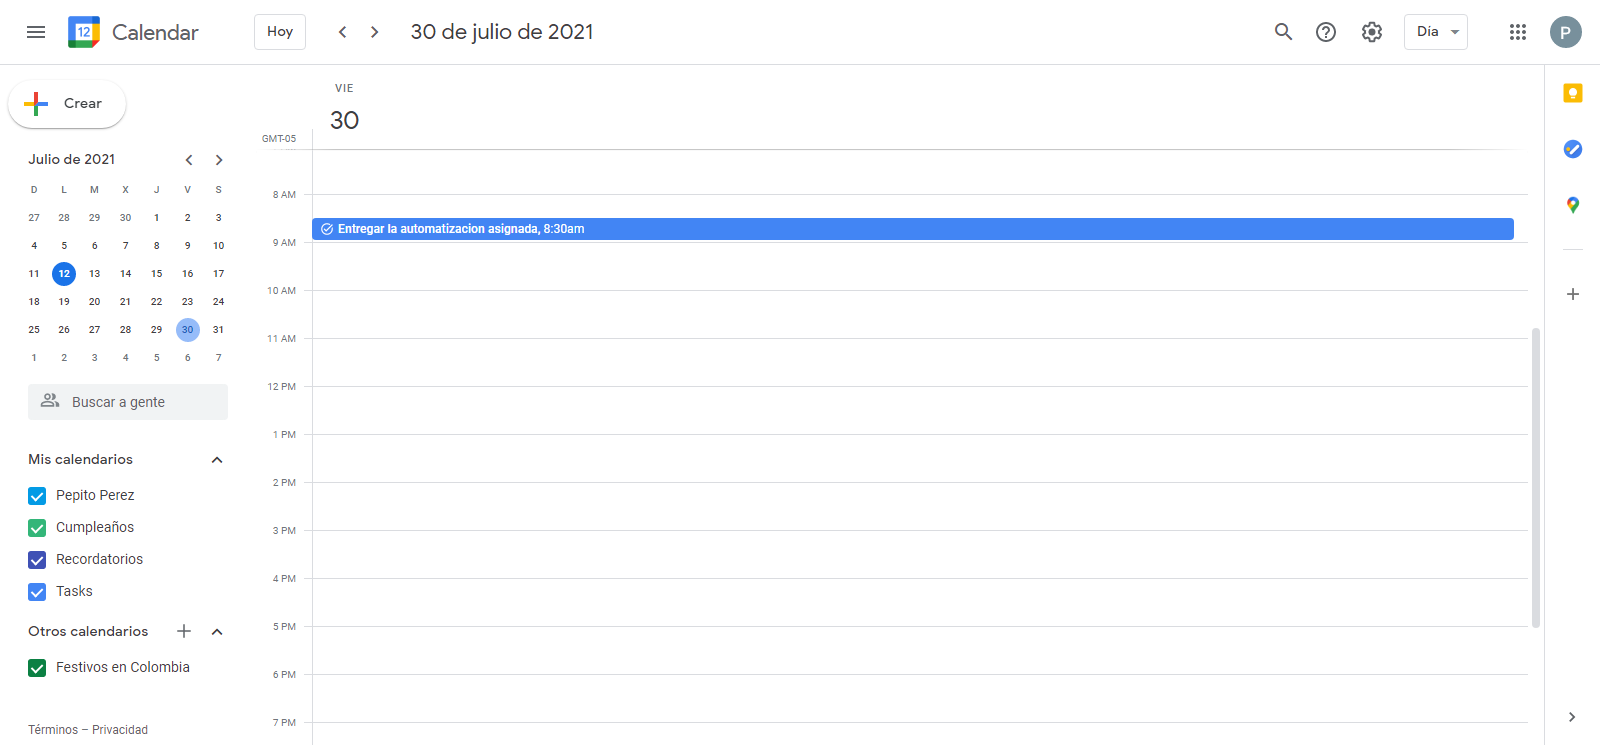 12 Calendar Hoy 30 de julio de 2021 Día P
Crear
VIE
30
GMT-05
Julio de 2021
D L M X J V S
27 28 29 30 1 2 3
4 5 6 7 8 9 10
11 12 13 14 15 16 17
18 19 20 21 22 23 24
25 26 27 28 29 30 31
1 2 3 4 5 6 7
Buscar a gente
Mis calendarios
Pepito Perez
Cumpleaños
Recordatorios
Tasks
Otros calendarios
Festivos en Colombia
Términos – Privacidad
8 AM
Entregar la automatizacion asignada, 8:30am
9 AM
10 AM
11 AM
12 PM
1 PM
2 PM
3 PM
4 PM
5 PM
6 PM
7 PM